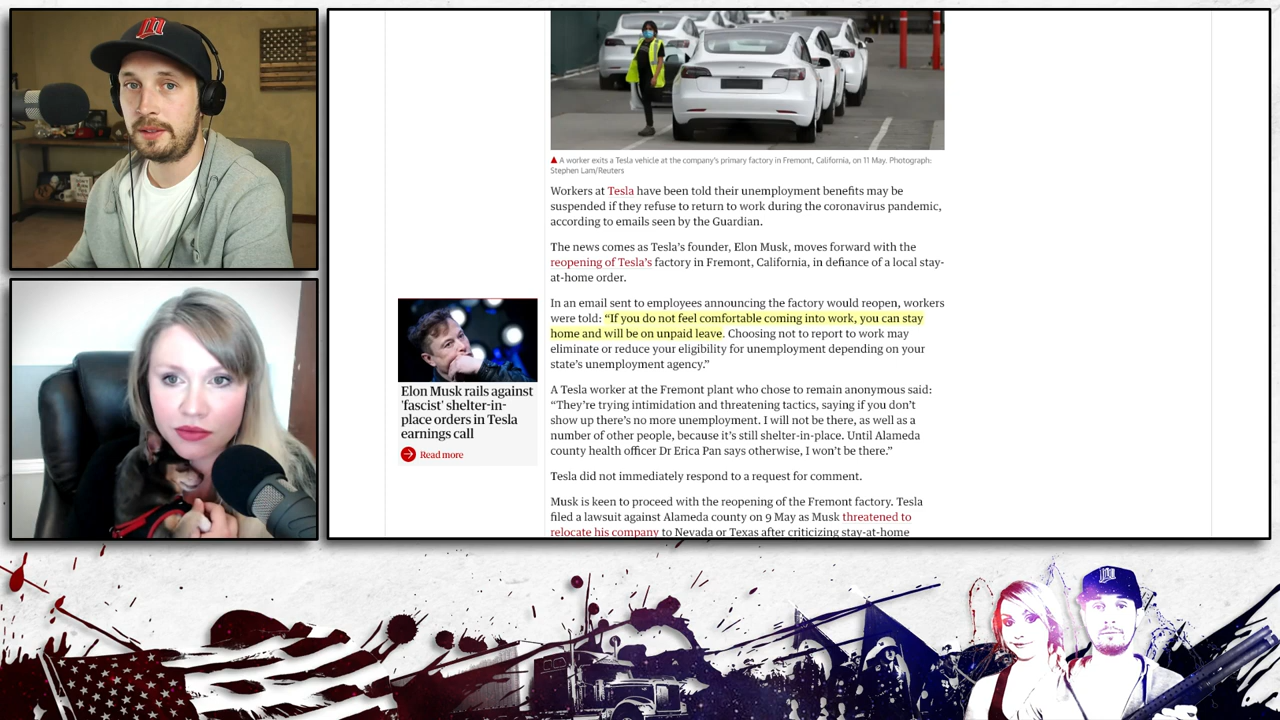 A worker exits a Tesla vehicle at the company's primary factory in Fremont, California, on 11 May. Photograph:
Stephen Lam/Reuters
Workers at Tesla have been told their unemployment benefits may be
suspended if they refuse to return to work during the coronavirus pandemic,
according to emails seen by the Guardian.
The news comes as Tesla's founder, Elon Musk, moves forward with the
reopening of Tesla's factory in Fremont, California, in defiance of a local stay-
at-home order.
In an email sent to employees announcing the factory would reopen, workers
were told: “If you do not feel comfortable coming into work, you can stay
home and will be on unpaid leave. Choosing not to report to work may
eliminate or reduce your eligibility for unemployment depending on your
state's unemployment agency.”
Elon Musk rails against
'fascist' shelter-in-
place orders in Tesla
earnings call
Read more
A Tesla worker at the Fremont plant who chose to remain anonymous said:
“They're trying intimidation and threatening tactics, saying if you don't
show up there's no more unemployment. I will not be there, as well as a
number of other people, because it's still shelter-in-place. Until Alameda
county health officer Dr Erica Pan says otherwise, I won't be there.”
Tesla did not immediately respond to a request for comment.
Musk is keen to proceed with the reopening of the Fremont factory. Tesla
filed a lawsuit against Alameda county on 9 May as Musk threatened to
relocate his company to Nevada or Texas after criticizing stay-at-home